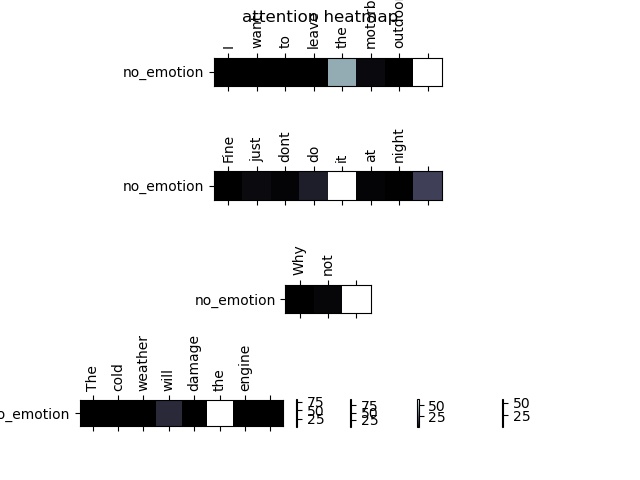 attention heatmap
I want to leave the
no_emotion
Fine just dont do it at night
no_emotion
Why not
no_emotion
The cold weather will damage the engine
75 75 50 50
50 50 25 25
25 25